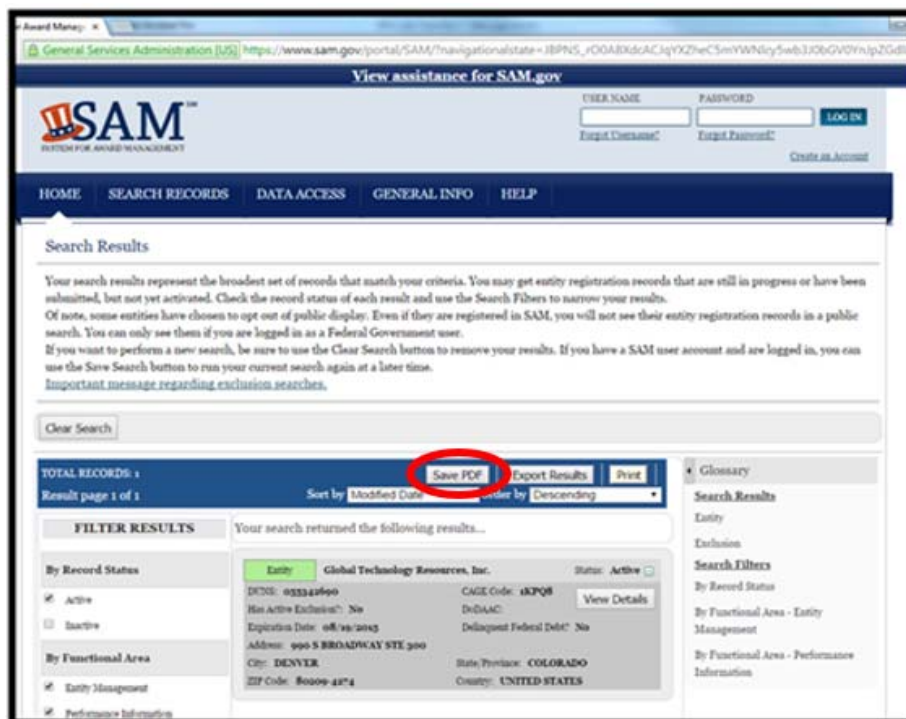 r Award Manag
General Services Administration [US] https://www.sam.gov/portal/SAM/?navigationalstate=
View assistance for SAM.gov
USER NAME PASSWORD
SAM
LOG IN
SYSTEM FOR AWARD MANAGEMENT
Forgot Username? Forgot Password?
Create an Account
HOME SEARCH RECORDS DATA ACCESS GENERAL INFO HELP
Search Results
Your search results represent the broadest set of records that match your criteria. You may get entity registration records that are still in progress or have been
submitted, but not yet activated. Check the record status of each result and use the Search Filters to narrow your results.
Of note, some entities have chosen to opt out of public display. Even if they are registered in SAM, you will not see their entity registration records in a public
search. You can only see them if you are logged in as a Federal Government user.
If you want to perform a new search, be sure to use the Clear Search button to remove your results. If you have a SAM user account and are logged in, you can
use the Save Search button to run your current search again at a later time.
Important message regarding exclusion searches.
Clear Search
TOTAL RECORDS: 1
Save PDF Export Results Print
Result page 1 of 1
Sort by Modified Date Order by Descending
FILTER RESULTS
By Record Status
Active
Inactive
By Functional Area
Entity Management
Performance Information
Your search returned the following results...
Entity Global Technology Resources, Inc. Status: Active
DUNS: 033342690 CAGE Code: 1KPQ8 View Details
Has Active Exclusion?: No DoDAAC:
Expiration Date: 08/19/2015 Delinquent Federal Debt? No
Address: 990 S BROADWAY STE 300
City: DENVER State/Province: COLORADO
ZIP Code: 80209-4274 Country: UNITED STATES
Glossary
Search Results
Entity
Exclusion
Search Filters
By Record Status
By Functional Area - Entity
Management
By Functional Area - Performance
Information